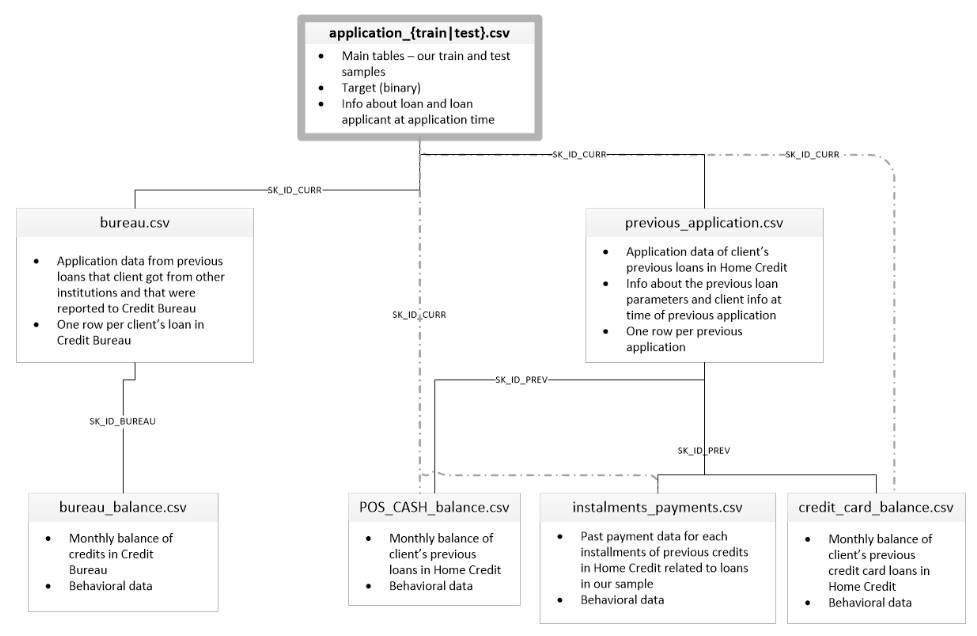 application_{train|test}.csv
• Main tables – our train and test
samples
• Target (binary)
• Info about loan and loan
applicant at application time
SK_ID_CURR
SK_ID_CURR
SK_ID_CURR
bureau.csv
• Application data from previous
loans that client got from other
institutions and that were
reported to Credit Bureau
• One row per client's loan in
Credit Bureau
previous_application.csv
• Application data of client's
previous loans in Home Credit
• Info about the previous loan
parameters and client info at
time of previous application
• One row per previous
application
SK_ID_CURR
SK_ID_PREV
SK_ID_BUREAU
SK_ID_PREV
bureau_balance.csv
• Monthly balance of
credits in Credit
Bureau
• Behavioral data
POS_CASH_balance.csv
• Monthly balance of
client's previous
loans in Home Credit
• Behavioral data
instalments_payments.csv
• Past payment data for each
installments of previous credits
in Home Credit related to loans
in our sample
• Behavioral data
credit_card_balance.csv
• Monthly balance of
client's previous
credit card loans in
Home Credit
• Behavioral data